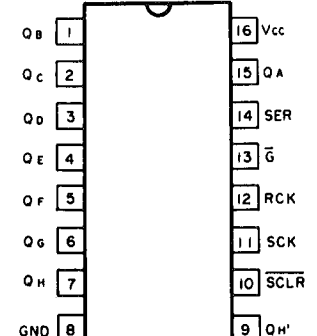 QB 1 16 Vcc
QC 2 15 QA
QD 3 14 SER
QE 4 13 G̅
QF 5 12 RCK
QG 6 11 SCK
QH 7 10 S̅C̅L̅R̅
GND 8 9 QH'